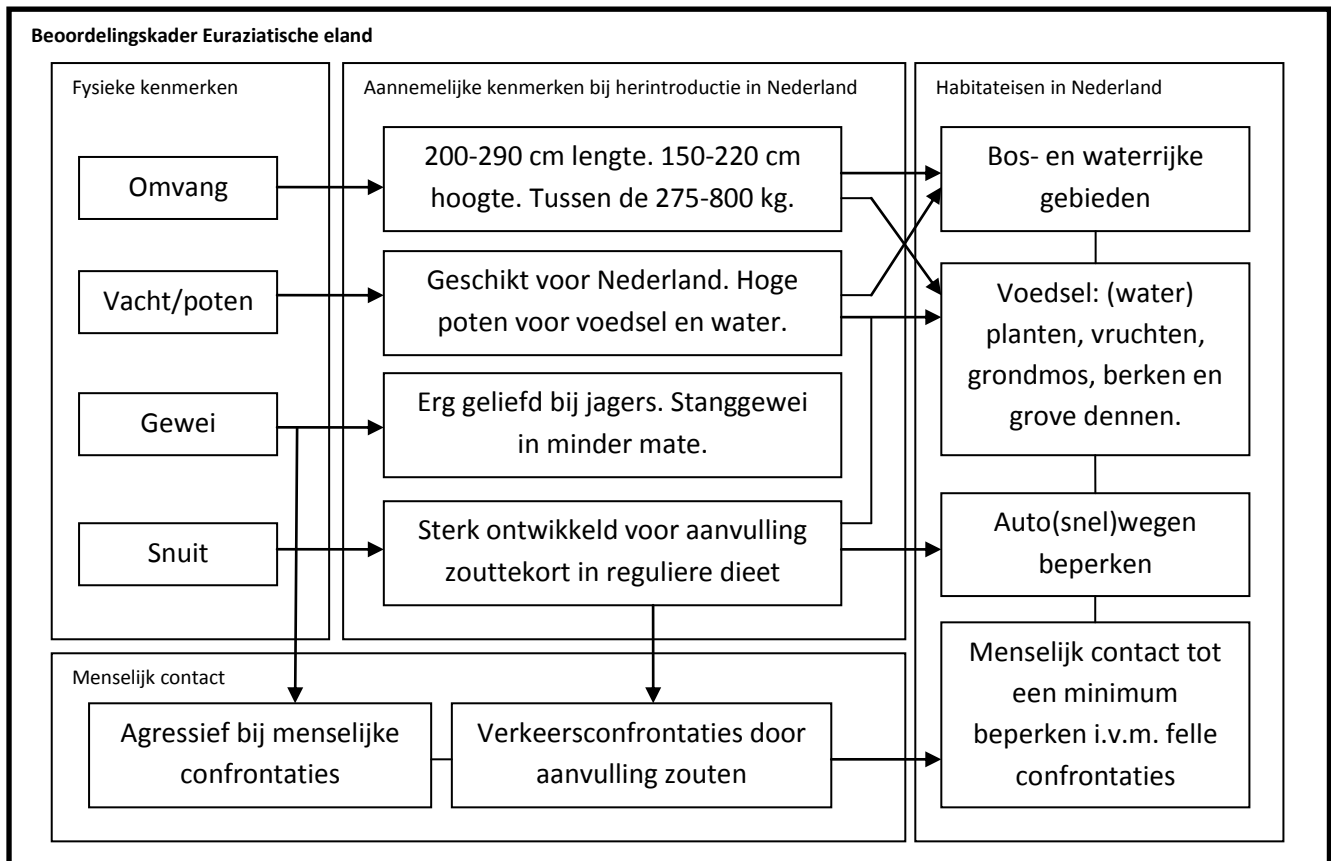 Beoordelingskader Euraziatische eland
Fysieke kenmerken
Omvang
Vacht/poten
Gewei
Snuit
Aannemelijke kenmerken bij herintroductie in Nederland
200-290 cm lengte. 150-220 cm
hoogte. Tussen de 275-800 kg.
Geschikt voor Nederland. Hoge
poten voor voedsel en water.
Erg geliefd bij jagers. Stanggewei
in minder mate.
Sterk ontwikkeld voor aanvulling
zouttekort in reguliere dieet
Habitateisen in Nederland
Bos- en waterrijke
gebieden
Voedsel: (water)
planten, vruchten,
grondmos, berken en
grove dennen.
Auto(snel)wegen
beperken
Menselijk contact tot
een minimum
beperken i.v.m. felle
confrontaties
Menselijk contact
Agressief bij menselijke
confrontaties
Verkeersconfrontaties door
aanvulling zouten